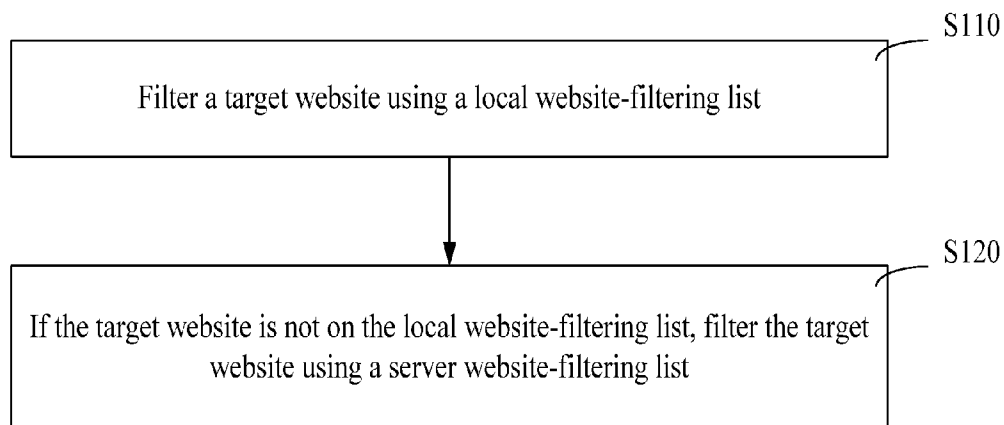 S110
Filter a target website using a local website-filtering list
S120
If the target website is not on the local website-filtering list, filter the target
website using a server website-filtering list